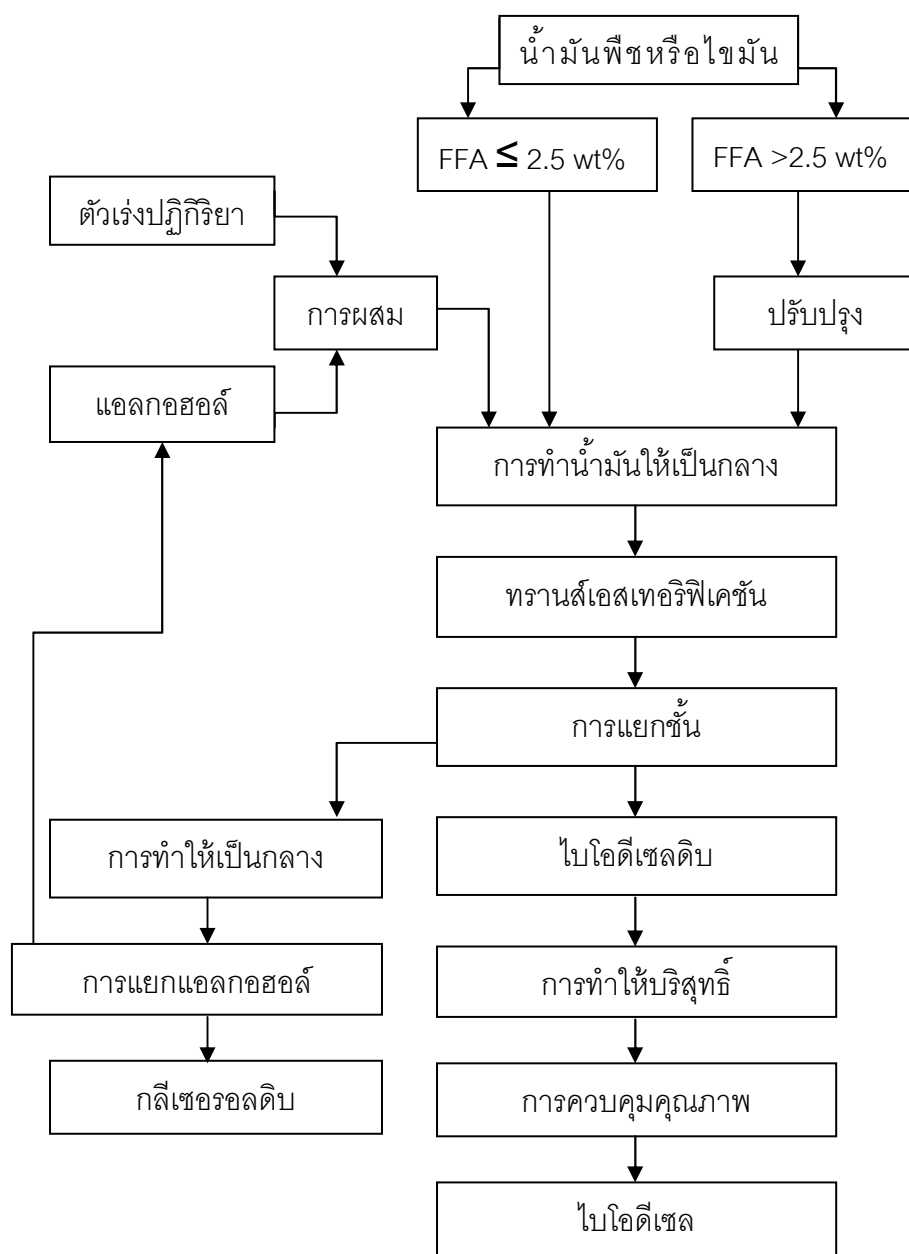 น้ำมันพืชหรือไขมัน
FFA ≤ 2.5 wt%
FFA >2.5 wt%
ตัวเร่งปฏิกิริยา
การผสม
ปรับปรุง
แอลกอฮอล์
การทำน้ำมันให้เป็นกลาง
ทรานส์เอสเทอริฟิเคชัน
การแยกชั้น
การทำให้เป็นกลาง
ไบโอดีเซลดิบ
การแยกแอลกอฮอล์
การทำให้บริสุทธิ์
กลีเซอรอลดิบ
การควบคุมคุณภาพ
ไบโอดีเซล